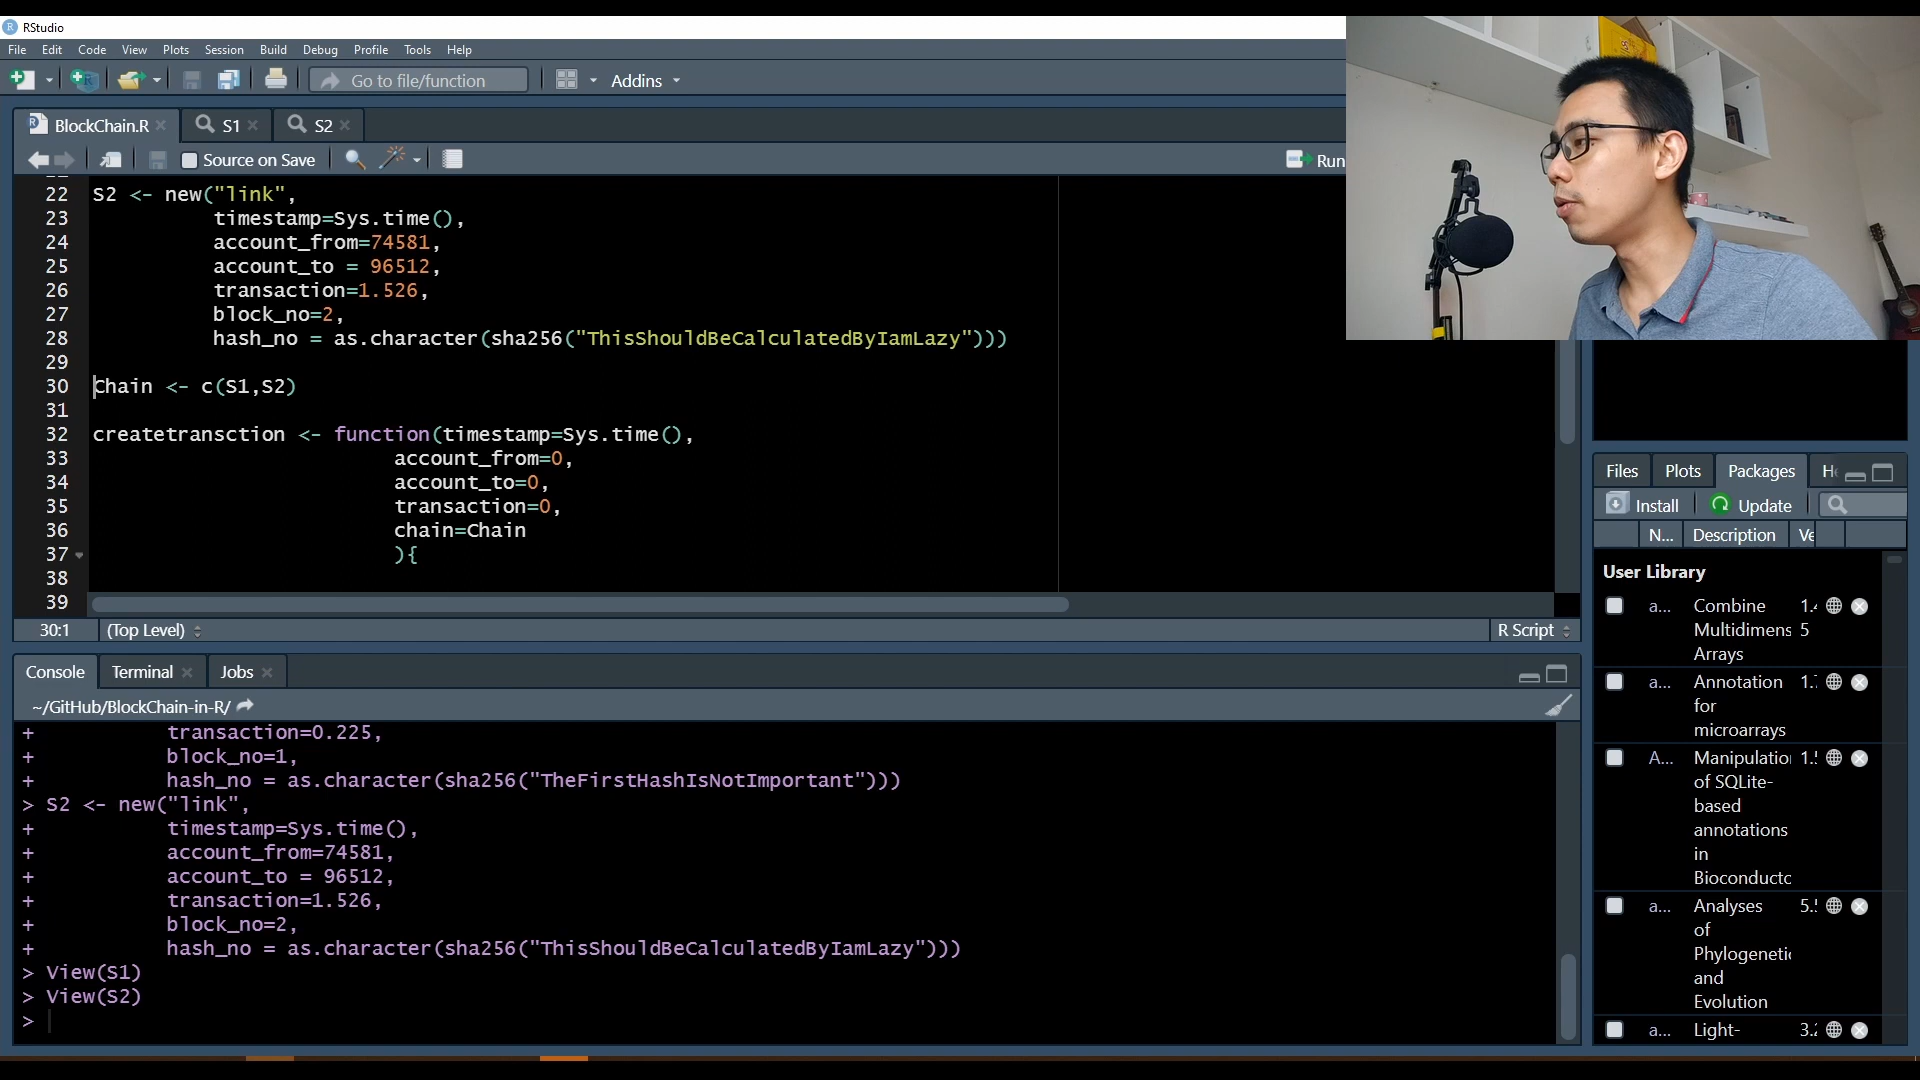 RStudio
File Edit Code View Plots Session Build Debug Profile Tools Help
Go to file/function Addins
BlockChain.R S1 S2
Source on Save Run
22 S2 <- new("link",
23 timestamp=Sys.time(),
24 account_from=74581,
25 account_to = 96512,
26 transaction=1.526,
27 block_no=2,
28 hash_no = as.character(sha256("ThisShouldBeCalculatedByIamLazy")))
29
30 Chain <- c(S1,S2)
31
32 createtransction <- function(timestamp=Sys.time(),
33 account_from=0,
34 account_to=0,
35 transaction=0,
36 chain=Chain
37 ){
38
39
30:1 (Top Level) R Script
Console Terminal Jobs
~/GitHub/BlockChain-in-R/
+ transaction=0.225,
+ block_no=1,
+ hash_no = as.character(sha256("TheFirstHashIsNotImportant")))
> S2 <- new("link",
+ timestamp=Sys.time(),
+ account_from=74581,
+ account_to = 96512,
+ transaction=1.526,
+ block_no=2,
+ hash_no = as.character(sha256("ThisShouldBeCalculatedByIamLazy")))
> View(S1)
> View(S2)
>
Files Plots Packages
Install Update
N... Description
User Library
a... Combine
Multidimens 5
Arrays
a... Annotation
for
microarrays
A... Manipulation
of SQLite-
based
annotations
in
Bioconducto
a... Analyses
of
Phylogeneti
and
Evolution
a... Light-